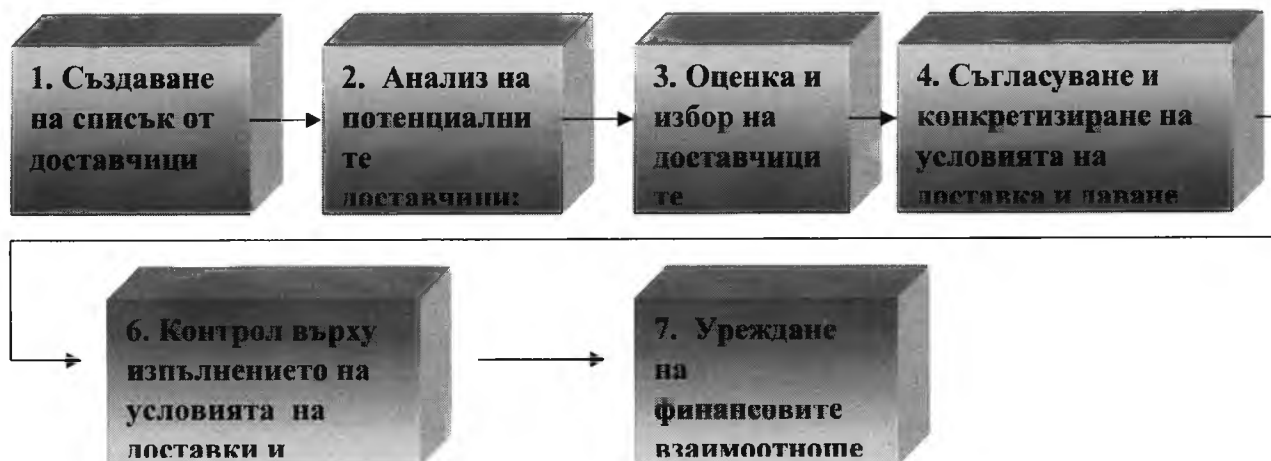 1. Създаване
на списък от
доставчици
2. Анализ на
потенциални
те
доставчици:
3. Оценка и
избор на
доставчици
те
4. Съгласуване и
конкретизиране на
условията на
доставка и даване
6. Контрол върху
изпълнението на
условията на
доставки и
7. Уреждане
на
финансовите
взаимоотноше